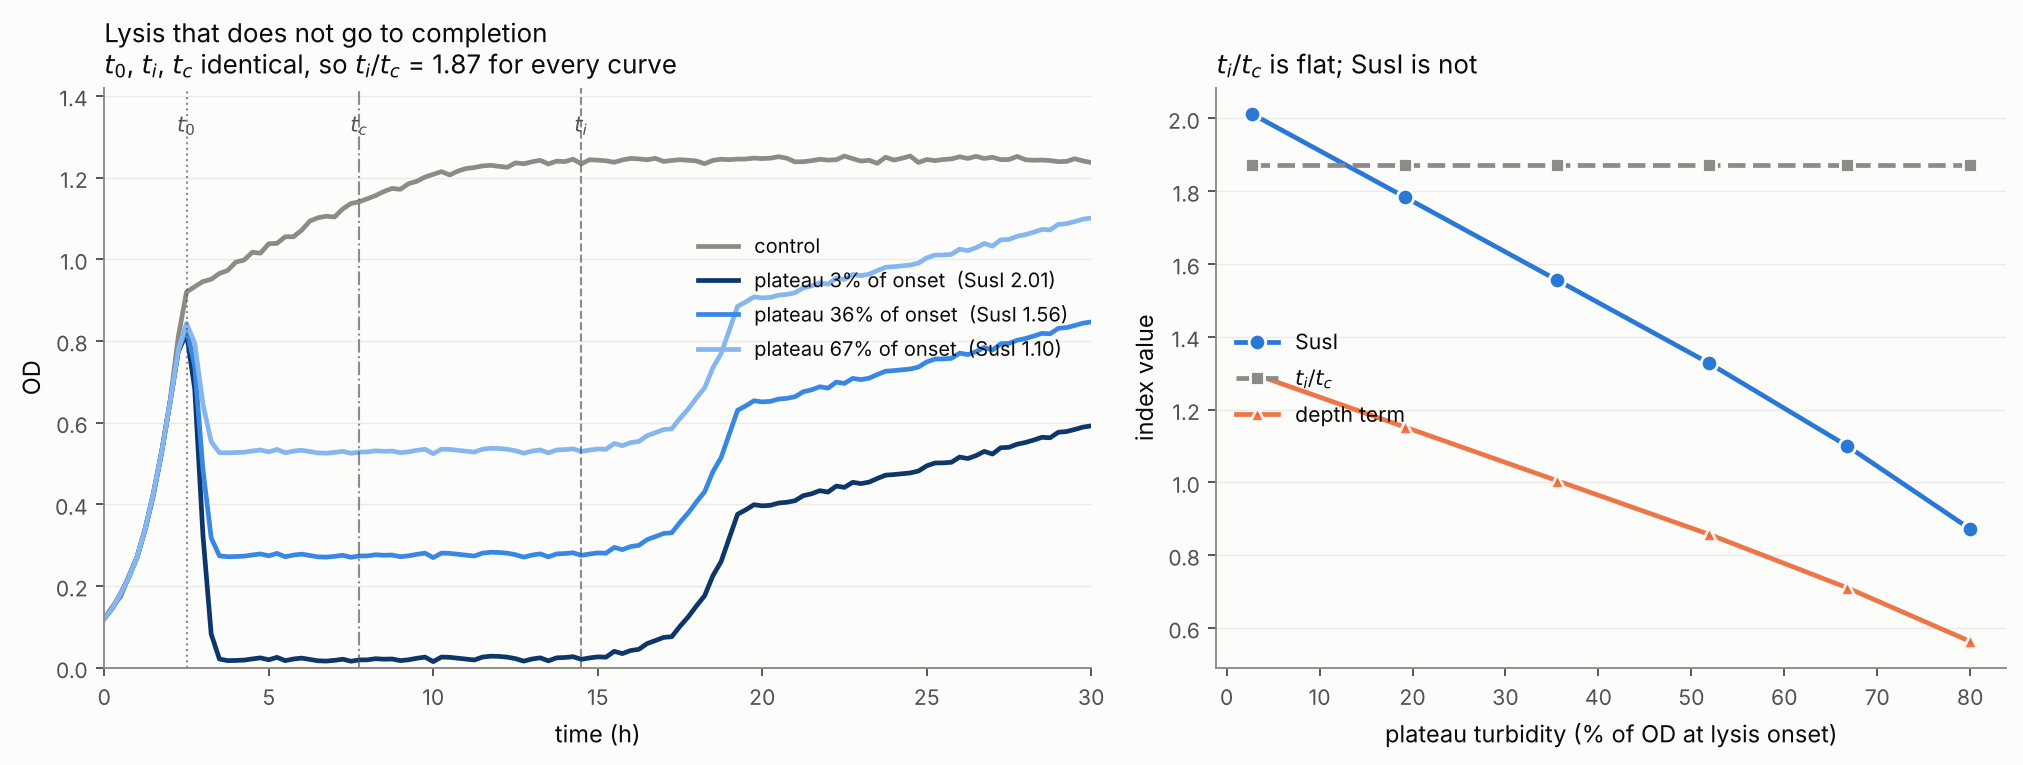 Lysis that does not go to completion
t₀, tᵢ, t꜀ identical, so tᵢ/t꜀ = 1.87 for every curve
OD
1.4
1.2
1.0
0.8
0.6
0.4
0.2
0.0
t₀
t꜀
tᵢ
control
plateau 3% of onset (SusI 2.01)
plateau 36% of onset (SusI 1.56)
plateau 67% of onset (SusI 1.10)
0 5 10 15 20 25 30
time (h)
tᵢ/t꜀ is flat; SusI is not
index value
2.0
1.8
1.6
1.4
1.2
1.0
0.8
0.6
SusI
tᵢ/t꜀
depth term
0 10 20 30 40 50 60 70 80
plateau turbidity (% of OD at lysis onset)